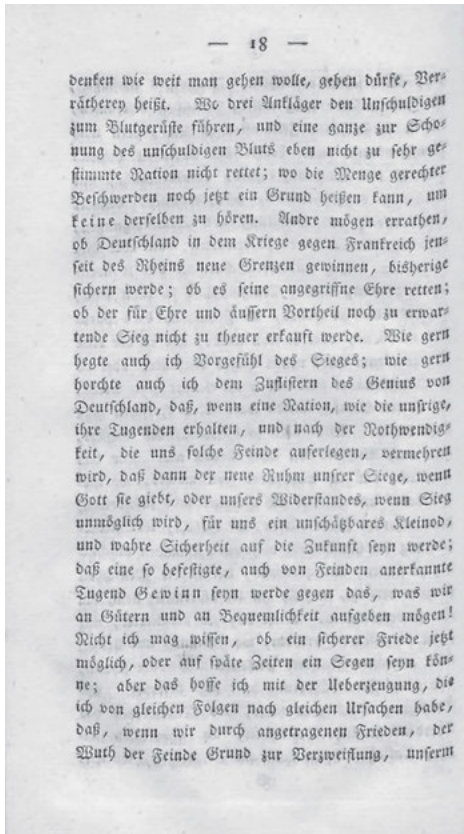 — 18 —
denken wie weit man gehen wolle, gehen dürfe, Ver-
rätherey heißt. Wo drei Ankläger den Unschuldigen
zum Blutgerüste führen, und eine ganze zur Scho-
nung des unschuldigen Bluts eben nicht zu sehr ge-
stimmte Nation nicht rettet; wo die Menge gerechter
Beschwerden noch jetzt ein Grund heißen kann, um
keine derselben zu hören. Andre mögen errathen,
ob Deutschland in dem Kriege gegen Frankreich jen-
seit des Rheins neue Grenzen gewinnen, bisherige
sichern werde; ob es seine angegriffne Ehre retten;
ob der für Ehre und äussern Vortheil noch zu erwar-
tende Sieg nicht zu theuer erkauft werde. Wie gern
hegte auch ich Vorgefühl des Sieges; wie gern
horchte auch ich dem Zuflistern des Genius von
Deutschland, daß, wenn eine Nation, wie die unsrige,
ihre Tugenden erhalten, und nach der Nothwendig-
keit, die uns solche Feinde auferlegen, vermehren
wird, daß dann der neue Ruhm unsrer Siege, wenn
Gott sie giebt, oder unsers Widerstandes, wenn Sieg
unmöglich wird, für uns ein unschätzbares Kleinod,
und wahre Sicherheit auf die Zukunft seyn werde;
daß eine so befestigte, auch von Feinden anerkannte
Tugend Gewinn seyn werde gegen das, was wir
an Gütern und an Bequemlichkeit aufgeben mögen!
Nicht ich mag wissen, ob ein sicherer Friede jetzt
möglich, oder auf späte Zeiten ein Segen seyn kön-
ne; aber das hoffe ich mit der Ueberzeugung, die
ich von gleichen Folgen nach gleichen Ursachen habe,
daß, wenn wir durch angetragenen Frieden, der
Wuth der Feinde Grund zur Verzweiflung, unserm